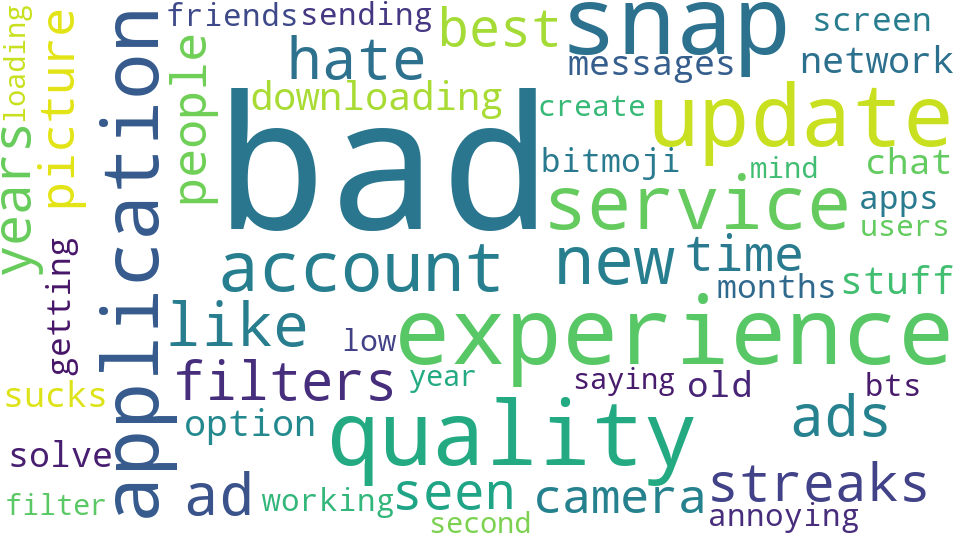 friends
sending
best
snap
screen
loading
picture
application
people
hate
messages
network
downloading
bad
create
update
years
bitmoji
mind
chat
service
apps
users
account
new
time
months
stuff
getting
like
low
experience
filters
year
saying
old
bts
sucks
option
quality
ads
solve
ad
working
seen
camera
streaks
filter
second
annoying